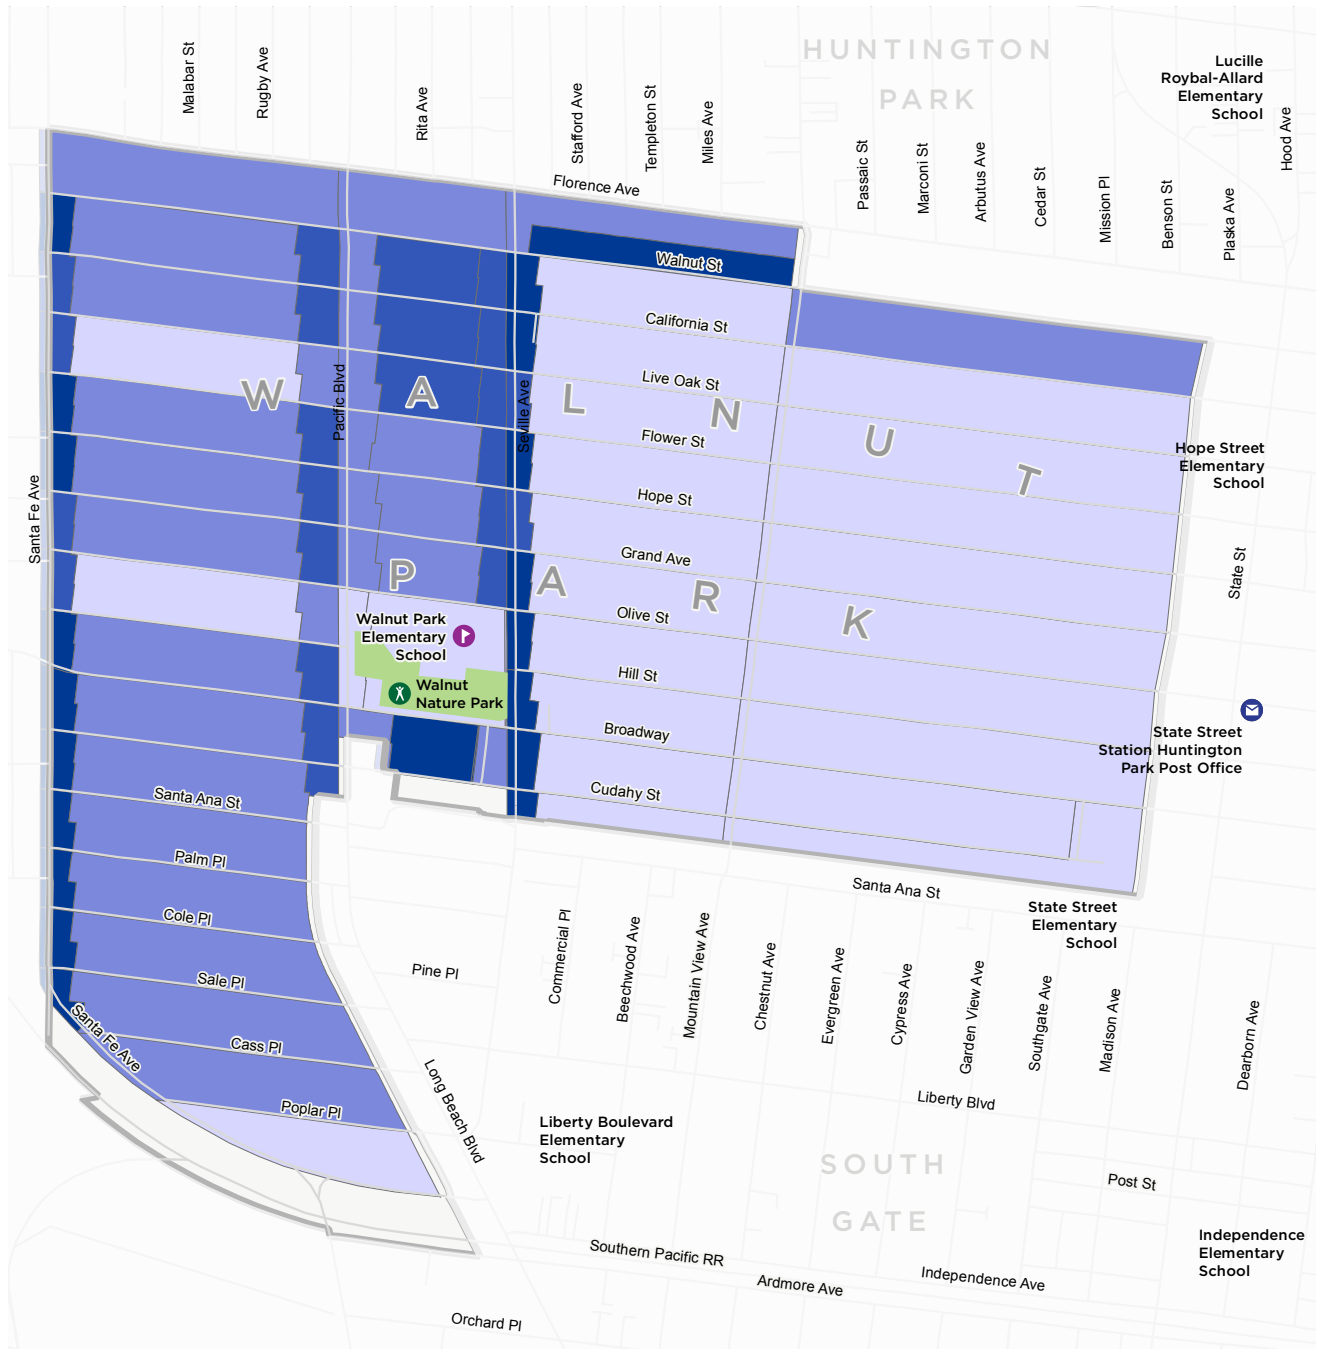 HUNTINGTON
PARK
Lucille
Roybal-Allard
Elementary
School
Malabar St
Rugby Ave
Rita Ave
Stafford Ave
Templeton St
Miles Ave
Passaic St
Marconi St
Arbutus Ave
Cedar St
Mission Pl
Benson St
Plaska Ave
Hood Ave
Florence Ave
Walnut St
California St
Live Oak St
Flower St
Hope St
Grand Ave
Olive St
Hill St
Broadway
Cudahy St
Santa Fe Ave
Pacific Blvd
Seville Ave
WALNUT
PARK
Hope Street
Elementary
School
State St
Walnut Park
Elementary
School
Walnut
Nature Park
State Street
Station Huntington
Park Post Office
Santa Ana St
Palm Pl
Cole Pl
Sale Pl
Cass Pl
Poplar Pl
Santa Fe Ave
Santa Ana St
State Street
Elementary
School
Pine Pl
Commercial Pl
Beechwood Ave
Mountain View Ave
Chestnut Ave
Evergreen Ave
Cypress Ave
Garden View Ave
Southgate Ave
Madison Ave
Dearborn Ave
Long Beach Blvd
Liberty Blvd
Liberty Boulevard
Elementary
School
SOUTH
GATE
Post St
Independence
Elementary
School
Southern Pacific RR
Ardmore Ave
Independence Ave
Orchard Pl